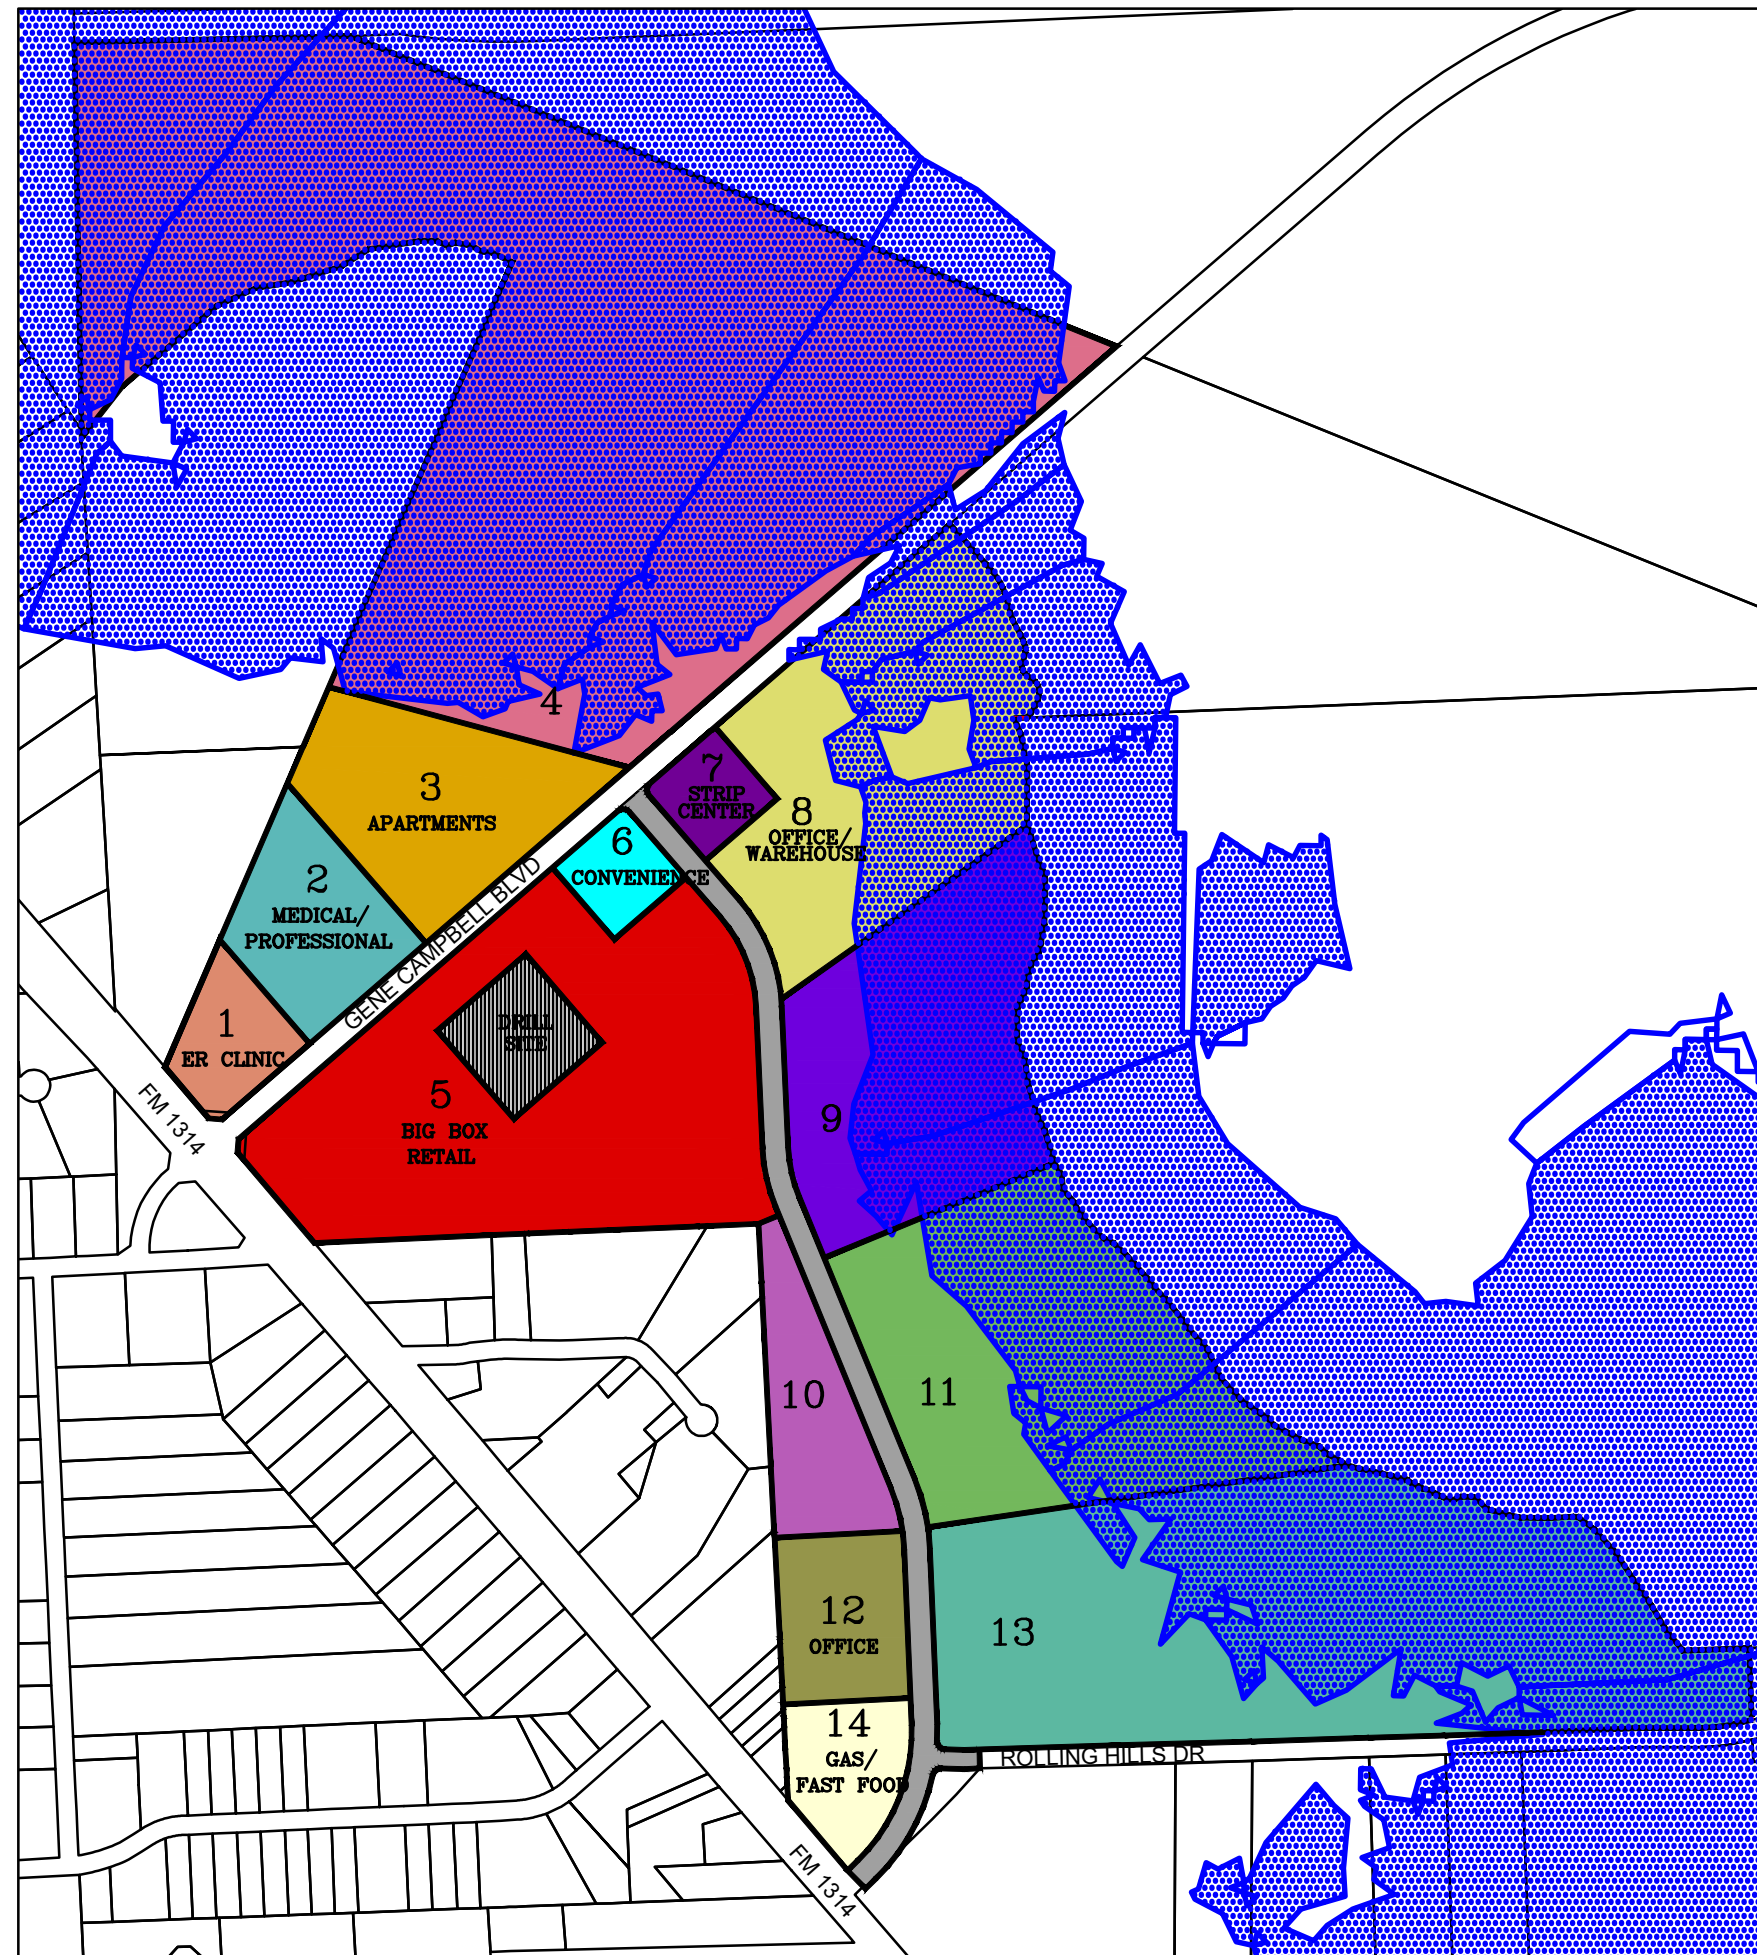 4
7
STRIP
CENTER
3
APARTMENTS
8
OFFICE/
WAREHOUSE
6
CONVENIENCE
2
MEDICAL/
PROFESSIONAL
GENE CAMPBELL BLVD
1
ER CLINIC
DRILL
SITE
5
BIG BOX
RETAIL
9
FM 1314
10
11
12
OFFICE
13
14
GAS/
FAST FOOD
ROLLING HILLS DR
FM 1314